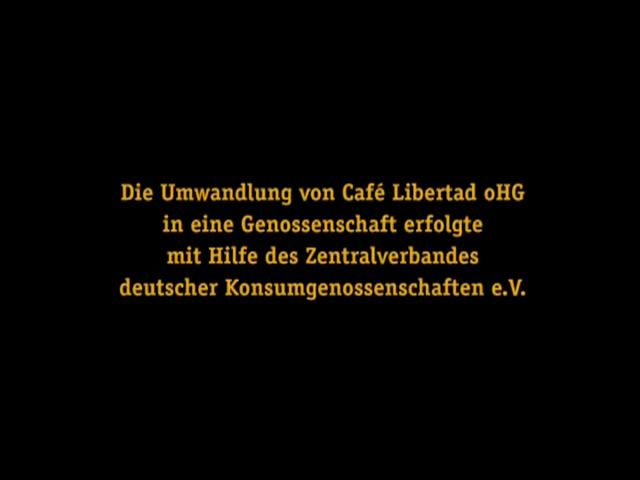 Die Umwandlung von Café Libertad oHG
in eine Genossenschaft erfolgte
mit Hilfe des Zentralverbandes
deutscher Konsumgenossenschaften e.V.